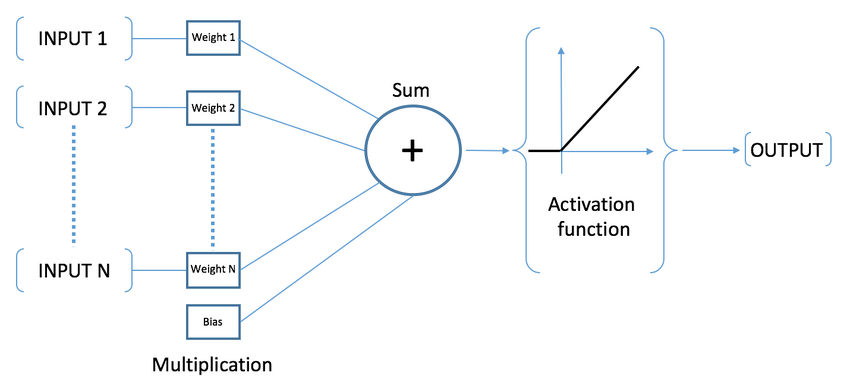 INPUT 1
Weight 1
Sum
INPUT 2
Weight 2
+
OUTPUT
Activation
function
INPUT N
Weight N
Bias
Multiplication